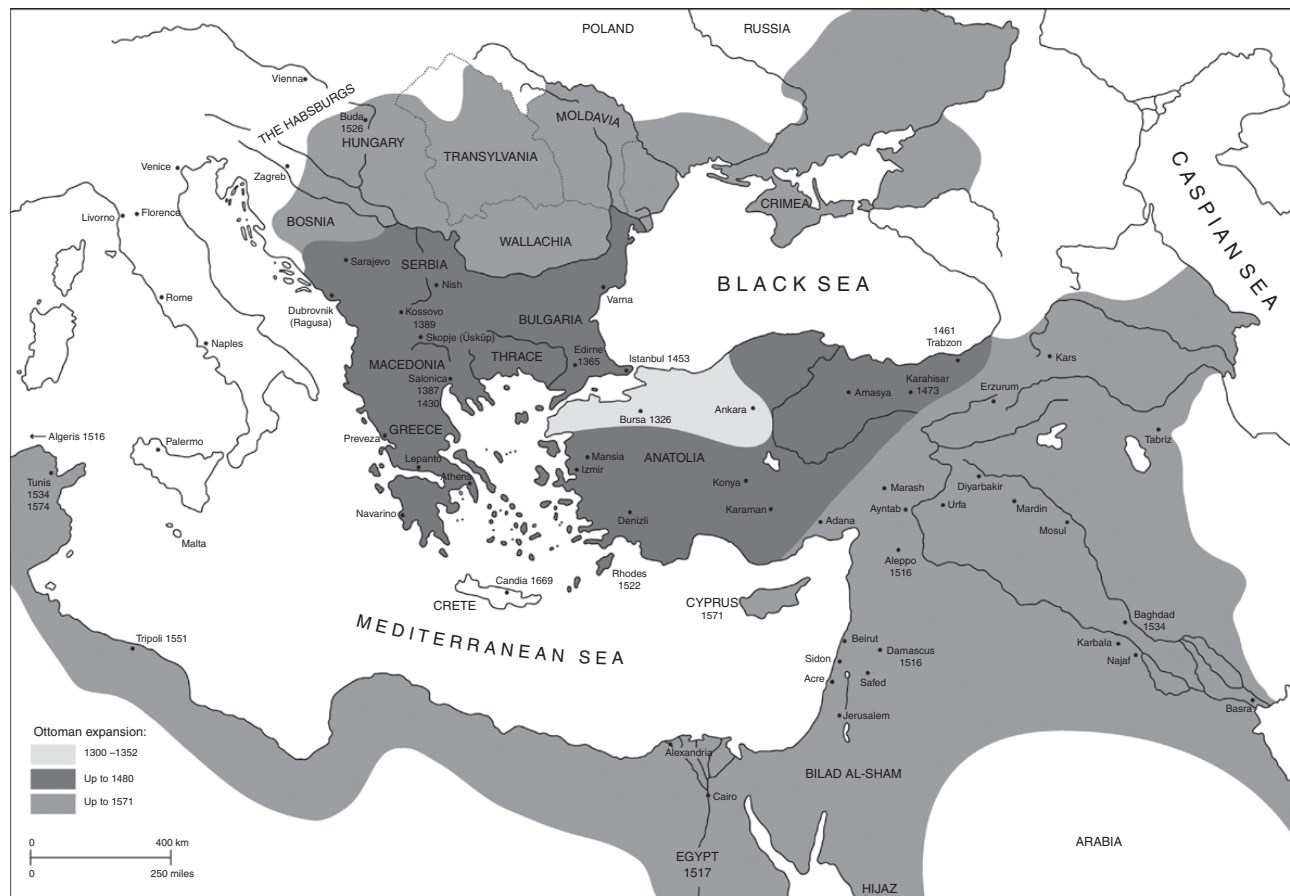 POLAND
RUSSIA
Vienna
THE HABSBURGS
Buda
1526
HUNGARY
TRANSYLVANIA
MOLDAVIA
Venice
Zagreb
CRIMEA
CASPIAN SEA
Livorno
Florence
BOSNIA
WALLACHIA
Sarajevo
SERBIA
Nish
BLACK SEA
Rome
Dubrovnik
(Ragusa)
Varna
Kossovo
1389
BULGARIA
Skopje (Üsküp)
Naples
1461
Trabzon
MACEDONIA
THRACE
Edirne
1365
Istanbul 1453
Kars
Salonica
1387
1430
Amasya
Karahisar
1473
Erzurum
Bursa 1326
Ankara
GREECE
Algeris 1516
Palermo
Preveza
Tabriz
Lepanto
Mansia
ANATOLIA
Izmir
Athens
Tunis
1534
1574
Konya
Marash
Diyarbakir
Navarino
Denizli
Karaman
Ayntab
Urfa
Mardin
Adana
Mosul
Malta
Aleppo
1516
Rhodes
1522
Candia 1669
CRETE
CYPRUS
1571
MEDITERRANEAN SEA
Baghdad
1534
Tripoli 1551
Beirut
Karbala
Damascus
1516
Sidon
Najaf
Acre
Safed
Basra
Jerusalem
Ottoman expansion:
1300 –1352
Up to 1480
Up to 1571
Alexandria
BILAD AL-SHAM
Cairo
0 400 km
0 250 miles
ARABIA
EGYPT
1517
HIJAZ